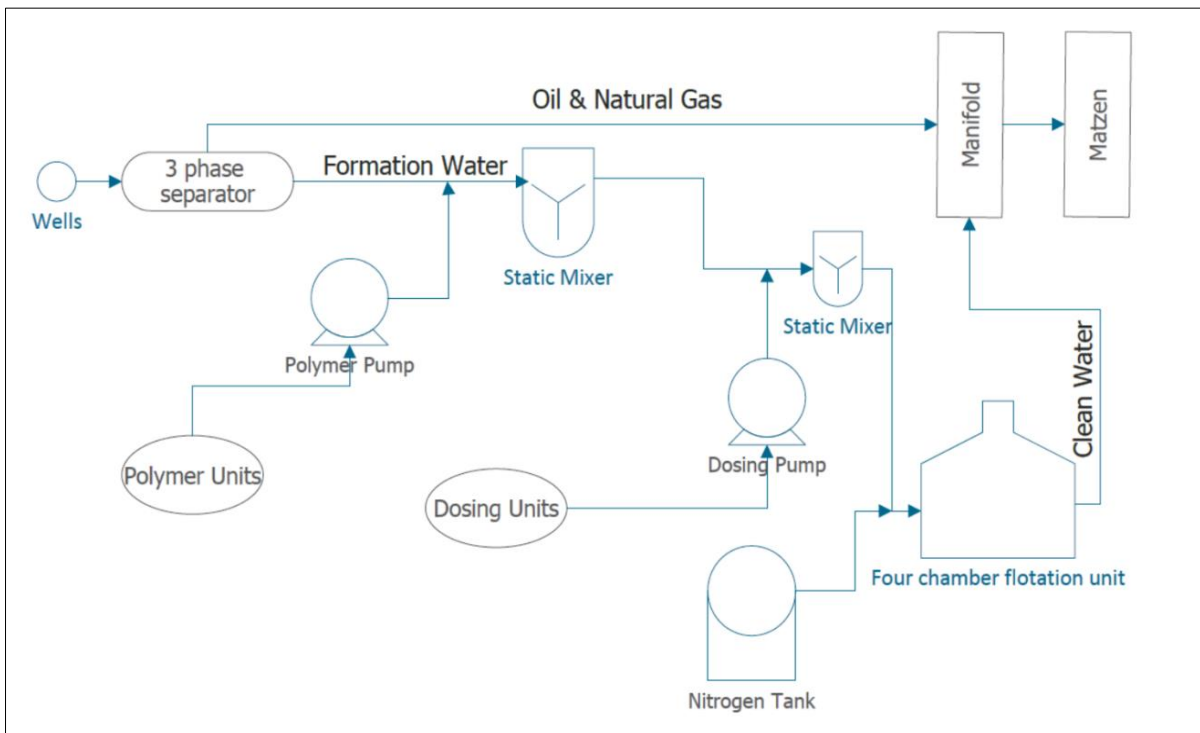 Oil & Natural Gas
Manifold
Matzen
3 phase
separator
Formation Water
Wells
Static Mixer
Static Mixer
Polymer Pump
Clean Water
Polymer Units
Dosing Pump
Dosing Units
Four chamber flotation unit
Nitrogen Tank